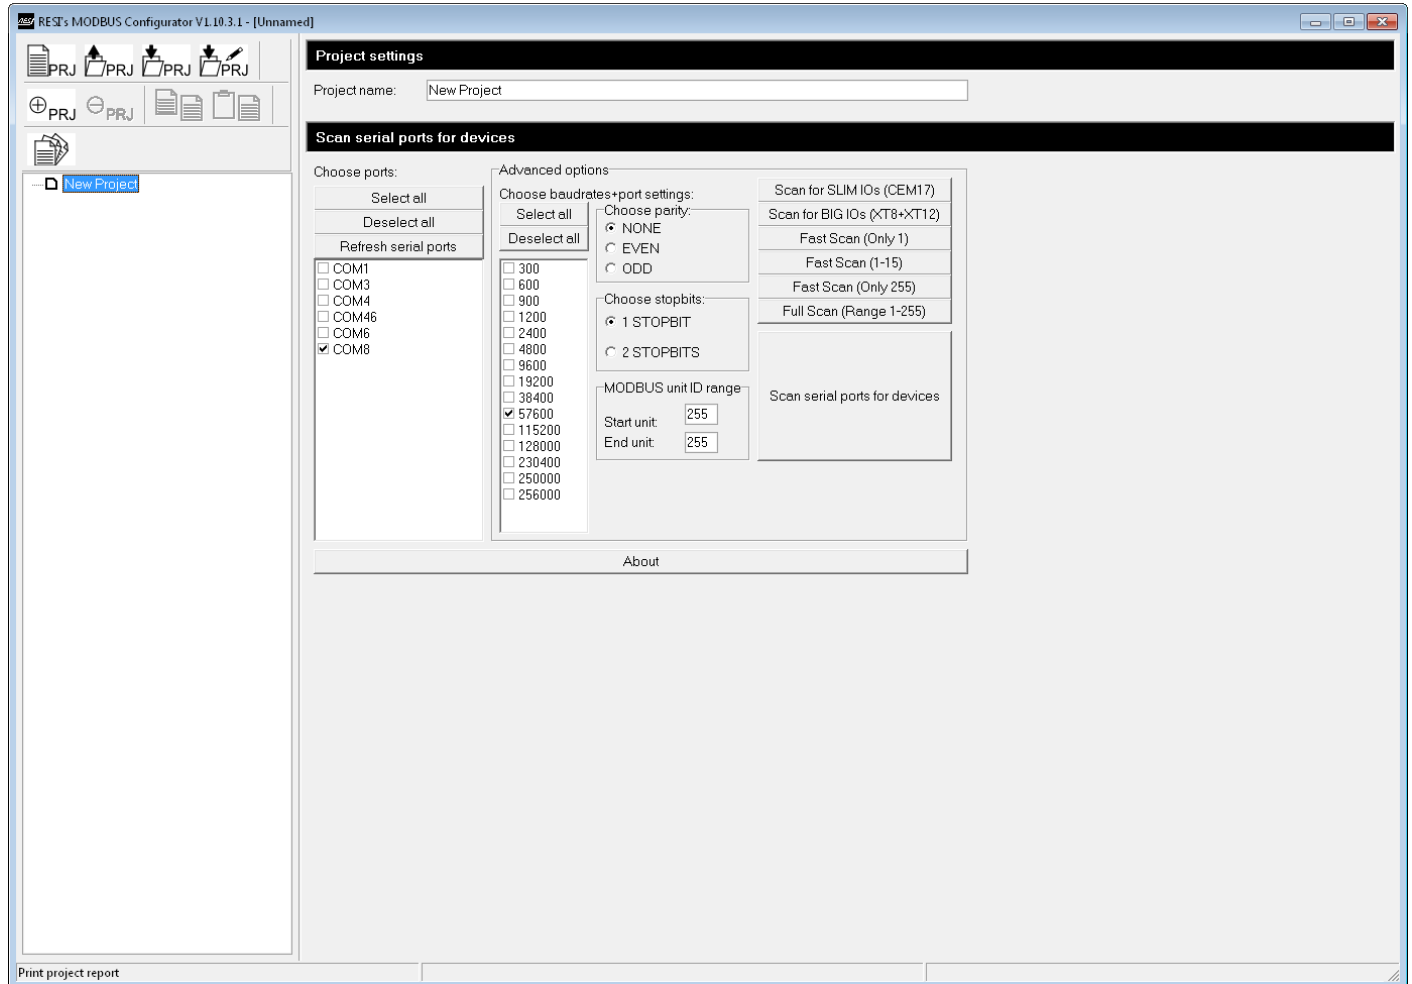 RESI's MODBUS Configurator V1.10.3.1 - [Unnamed]
PRJ PRJ PRJ PRJ
PRJ PRJ
New Project
Project settings
Project name: New Project
Scan serial ports for devices
Choose ports:
Select all
Deselect all
Refresh serial ports
COM1
COM3
COM4
COM46
COM6
COM8
Advanced options
Choose baudrates+port settings:
Select all
Deselect all
300
600
900
1200
2400
4800
9600
19200
38400
57600
115200
128000
230400
250000
256000
Choose parity:
NONE
EVEN
ODD
Choose stopbits:
1 STOPBIT
2 STOPBITS
MODBUS unit ID range
Start unit: 255
End unit: 255
Scan for SLIM IOs (CEM17)
Scan for BIG IOs (XT8+XT12)
Fast Scan (Only 1)
Fast Scan (1-15)
Fast Scan (Only 255)
Full Scan (Range 1-255)
Scan serial ports for devices
About
Print project report